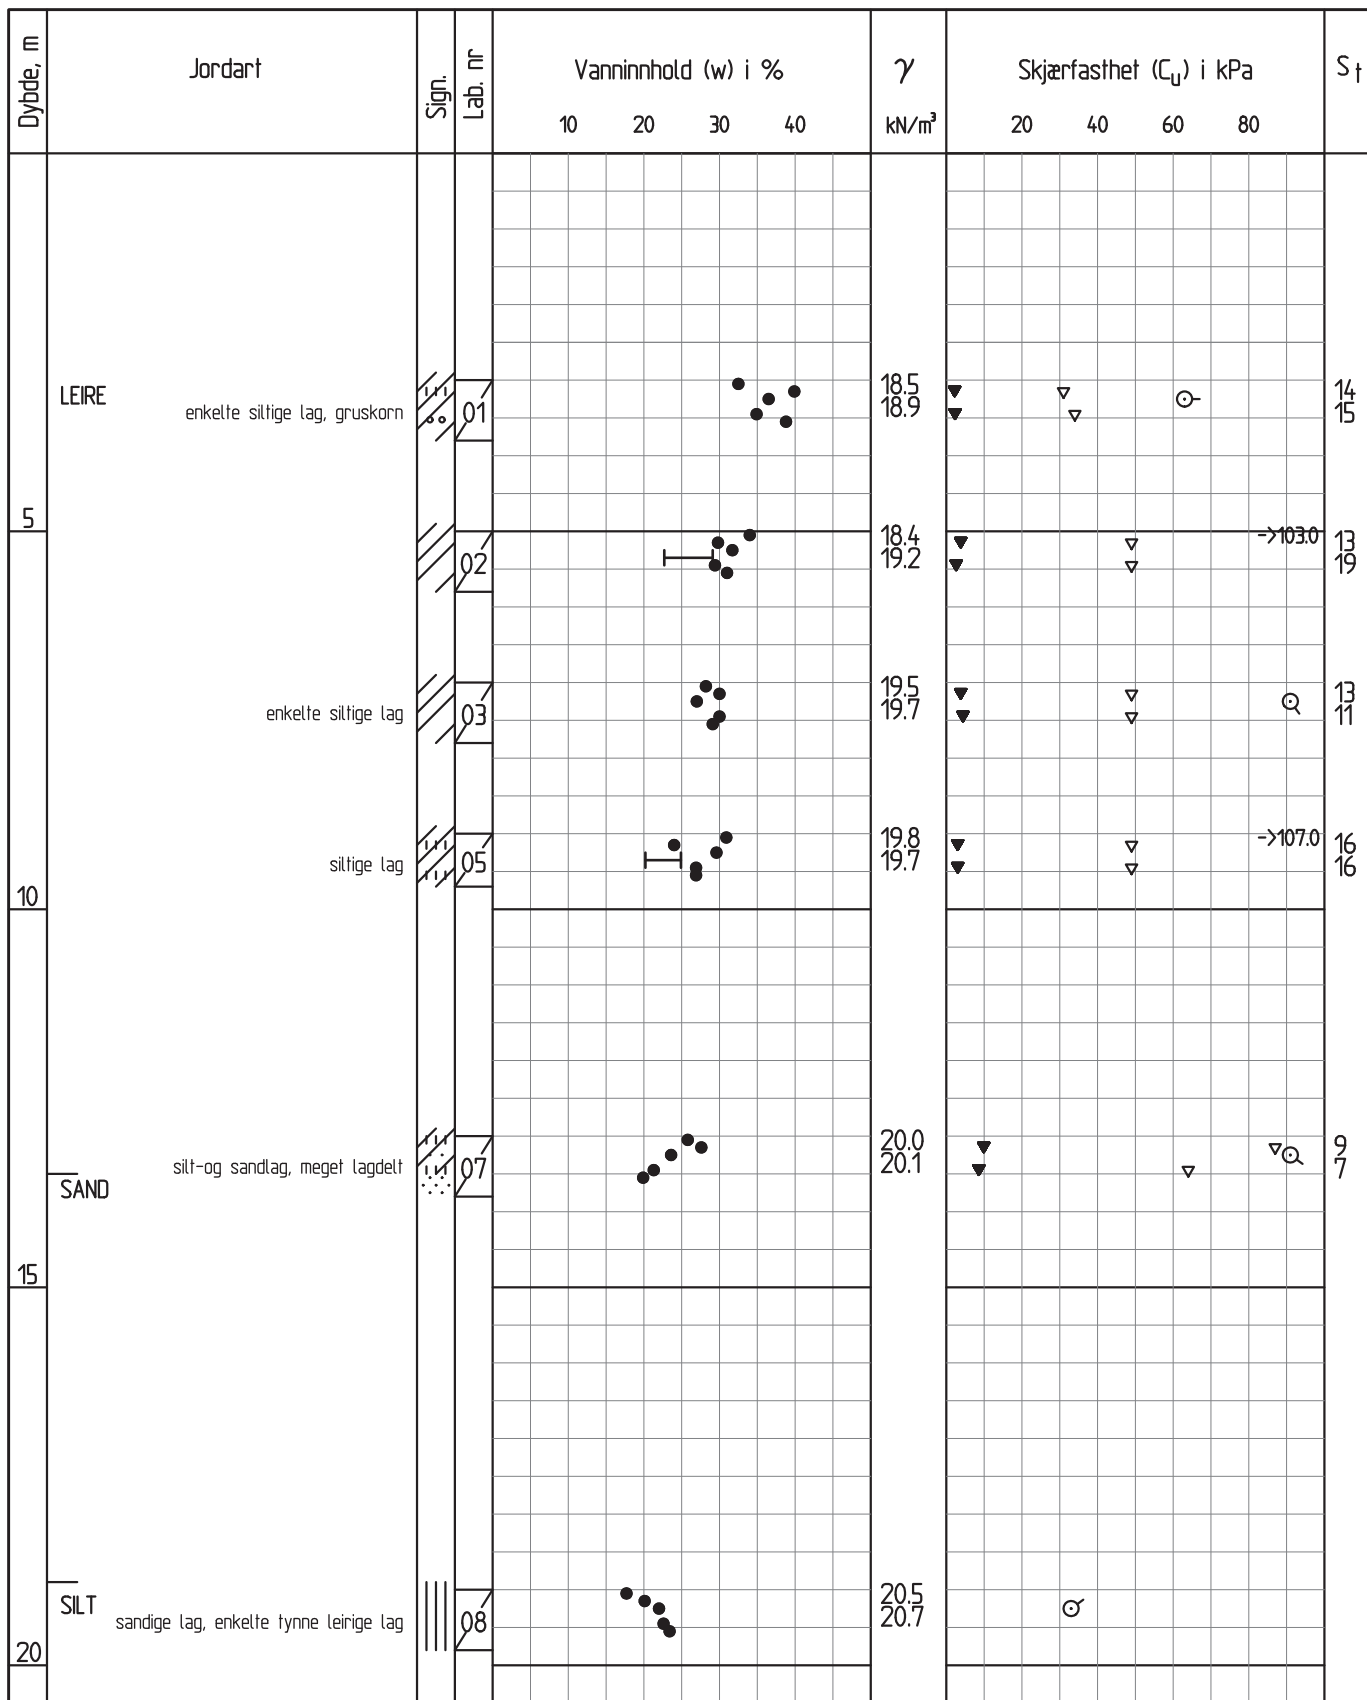 Dybde, m
Jordart
Sign.
Lab. nr
Vanninnhold (w) i %
10 20 30 40
γ
kN/m³
Skjærfasthet (Cu) i kPa
20 40 60 80
St
LEIRE
enkelte siltige lag, gruskorn
01
18.5
18.9
14
15
5
02
18.4
19.2
->103.0
13
19
enkelte siltige lag
03
19.5
19.7
13
11
siltige lag
05
19.8
19.7
->107.0
16
16
10
silt-og sandlag, meget lagdelt
07
20.0
20.1
9
7
SAND
15
SILT
sandige lag, enkelte tynne leirige lag
08
20.5
20.7
20